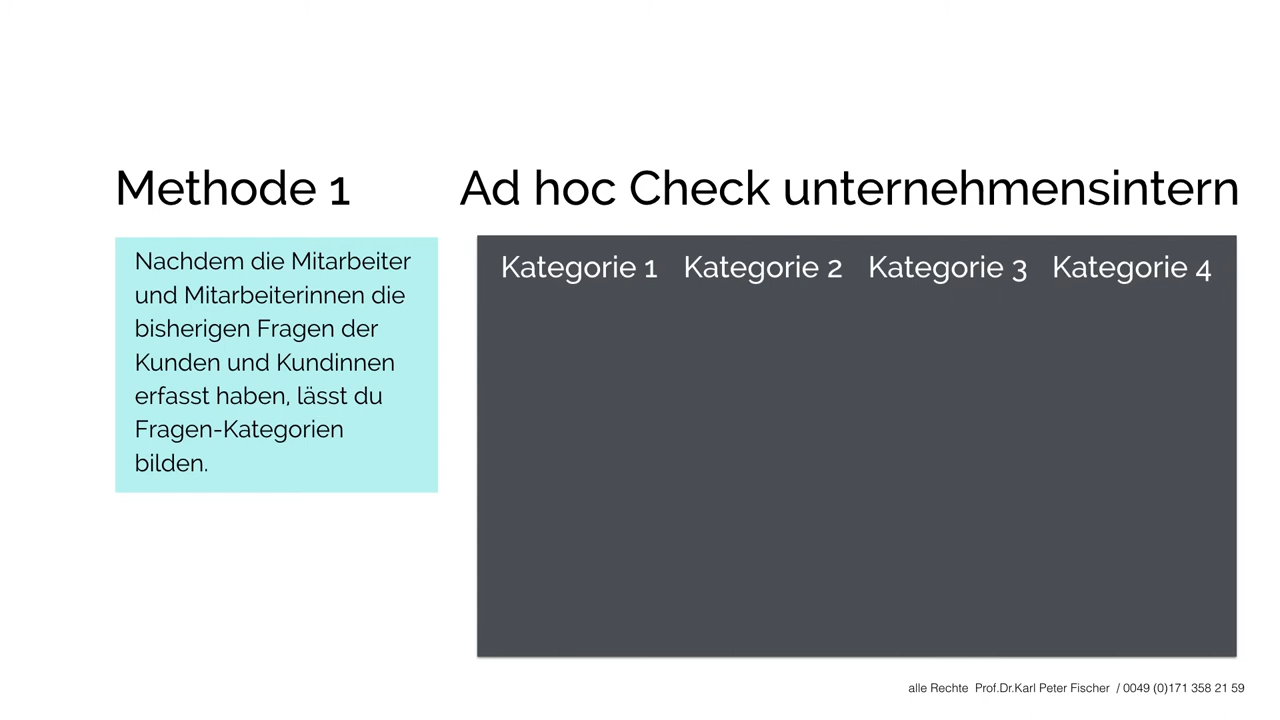 Methode 1
Ad hoc Check unternehmensintern
Nachdem die Mitarbeiter
und Mitarbeiterinnen die
bisherigen Fragen der
Kunden und Kundinnen
erfasst haben, lässt du
Fragen-Kategorien
bilden.
Kategorie 1 Kategorie 2 Kategorie 3 Kategorie 4
alle Rechte Prof.Dr.Karl Peter Fischer / 0049 (0)171 358 21 59